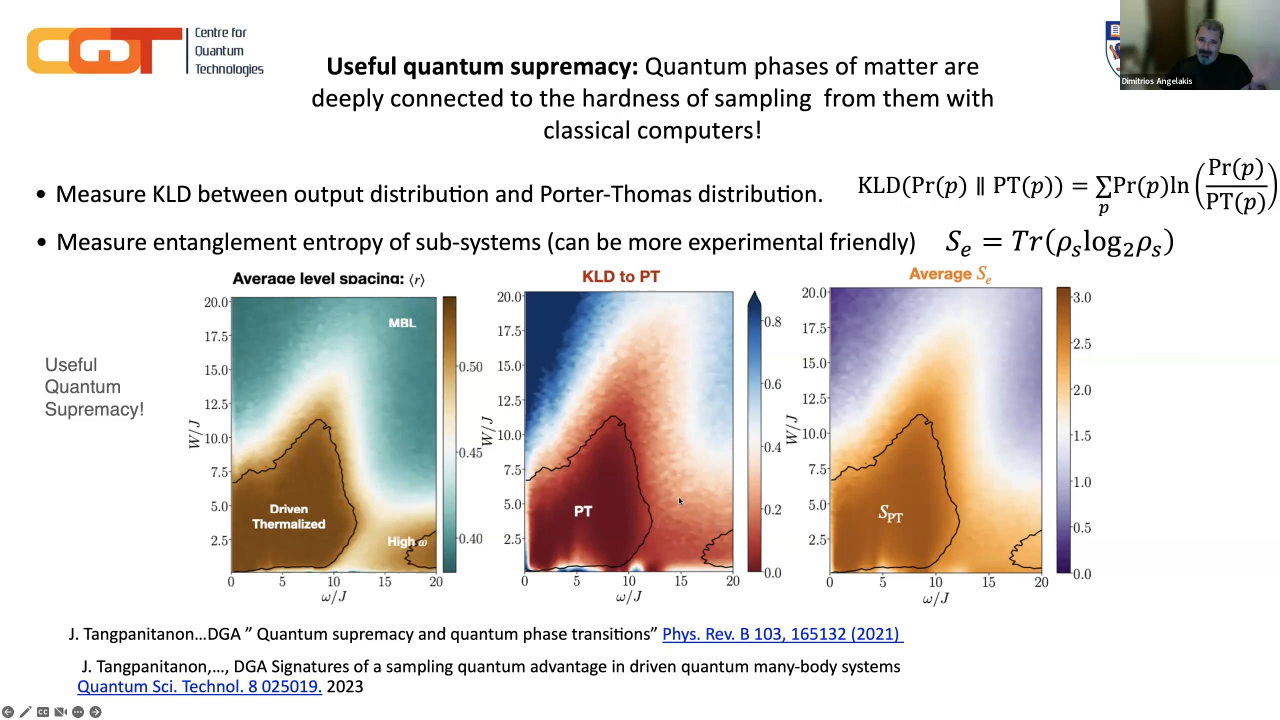 CQT
Centre for
Quantum
Technologies
Dimitrios Angelakis
Useful quantum supremacy: Quantum phases of matter are
deeply connected to the hardness of sampling from them with
classical computers!
• Measure KLD between output distribution and Porter-Thomas distribution.
KLD(Pr(p) ∥ PT(p)) = ∑_p Pr(p)ln(Pr(p)/PT(p))
• Measure entanglement entropy of sub-systems (can be more experimental friendly)
S_e = Tr(ρ_s log_2 ρ_s)
Useful
Quantum
Supremacy!
Average level spacing: ⟨r⟩
20.0
17.5
15.0
12.5
10.0
7.5
5.0
2.5
W/J
MBL
Driven
Thermalized
High ω
0 5 10 15 20
ω/J
0.50
0.45
0.40
KLD to PT
20.0
17.5
15.0
12.5
10.0
7.5
5.0
2.5
W/J
PT
0 5 10 15 20
ω/J
0.8
0.6
0.4
0.2
0.0
Average S_e
20.0
17.5
15.0
12.5
10.0
7.5
5.0
2.5
W/J
S_PT
0 5 10 15 20
ω/J
3.0
2.5
2.0
1.5
1.0
0.5
0.0
J. Tangpanitanon...DGA ” Quantum supremacy and quantum phase transitions” Phys. Rev. B 103, 165132 (2021)
J. Tangpanitanon,..., DGA Signatures of a sampling quantum advantage in driven quantum many-body systems
Quantum Sci. Technol. 8 025019. 2023